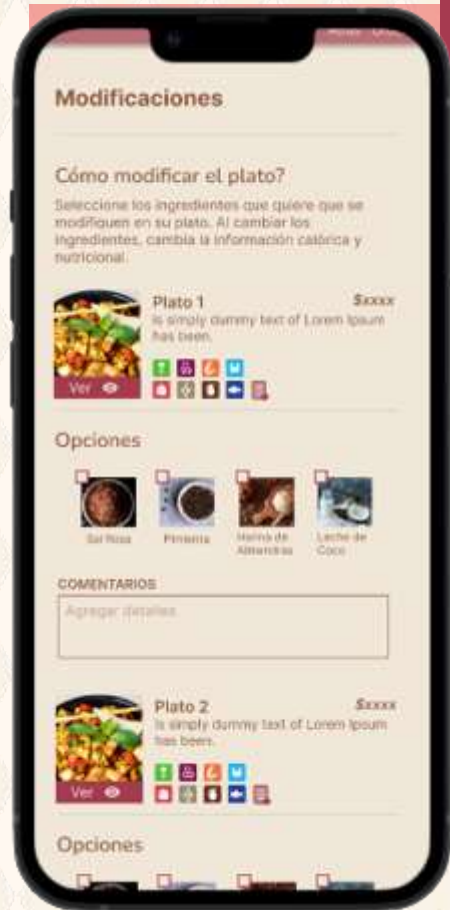 Modificaciones
Cómo modificar el plato?
Seleccione los ingredientes que quiere que se
modifiquen en su plato. Al cambiar los
ingredientes, cambia la información calórica y
nutricional.
Plato 1
$xxxx
is simply dummy text of Lorem Ipsum
has been.
Ver
Opciones
Sal Rosa
Pimienta
Harina de
Almendras
Leche de
Coco
COMENTARIOS
Agregar detalles
Plato 2
$xxxx
is simply dummy text of Lorem Ipsum
has been.
Ver
Opciones